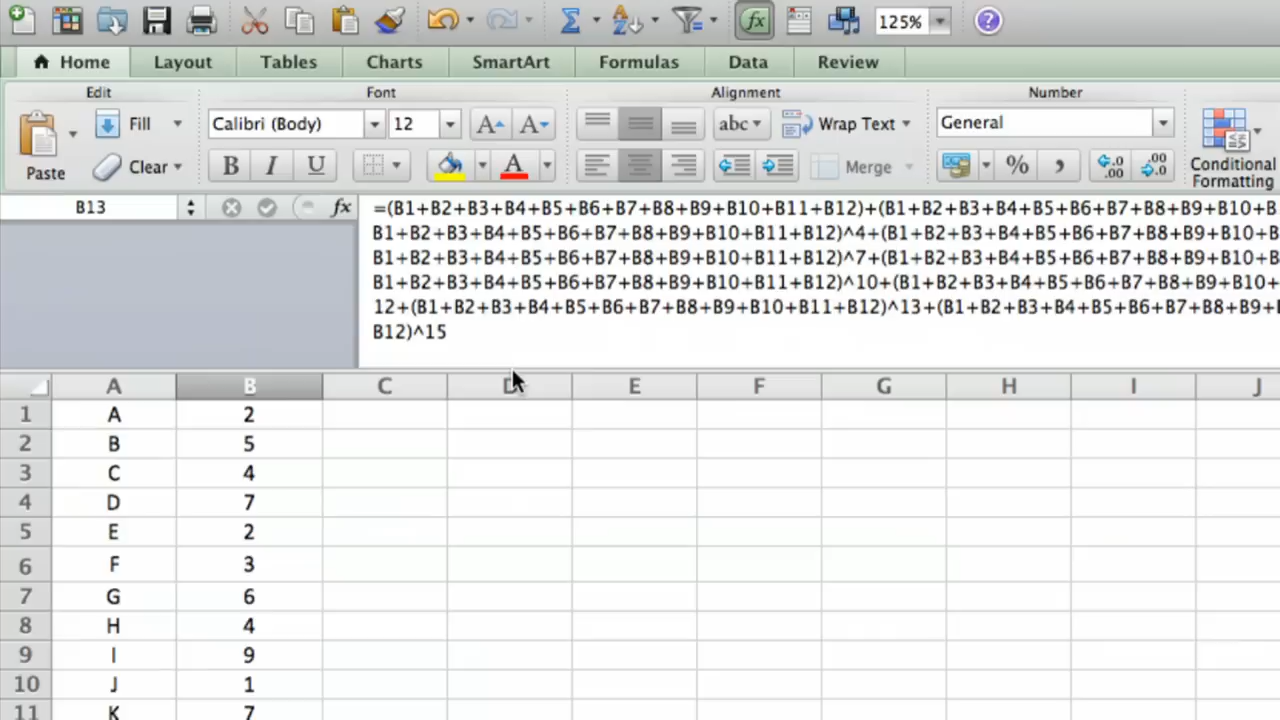 125%
Home Layout Tables Charts SmartArt Formulas Data Review
Edit Font Alignment Number
Fill Calibri (Body) 12 A A abc Wrap Text General
Paste Clear B I U A Merge % , .0 .00 .00 .0 Conditional Formatting
B13 fx =(B1+B2+B3+B4+B5+B6+B7+B8+B9+B10+B11+B12)+(B1+B2+B3+B4+B5+B6+B7+B8+B9+B10+B
B1+B2+B3+B4+B5+B6+B7+B8+B9+B10+B11+B12)^4+(B1+B2+B3+B4+B5+B6+B7+B8+B9+B10+
B1+B2+B3+B4+B5+B6+B7+B8+B9+B10+B11+B12)^7+(B1+B2+B3+B4+B5+B6+B7+B8+B9+B10+
B1+B2+B3+B4+B5+B6+B7+B8+B9+B10+B11+B12)^10+(B1+B2+B3+B4+B5+B6+B7+B8+B9+B10+
12+(B1+B2+B3+B4+B5+B6+B7+B8+B9+B10+B11+B12)^13+(B1+B2+B3+B4+B5+B6+B7+B8+B9+
B12)^15
A B C D E F G H I J
1 A 2
2 B 5
3 C 4
4 D 7
5 E 2
6 F 3
7 G 6
8 H 4
9 I 9
10 J 1
11 K 7